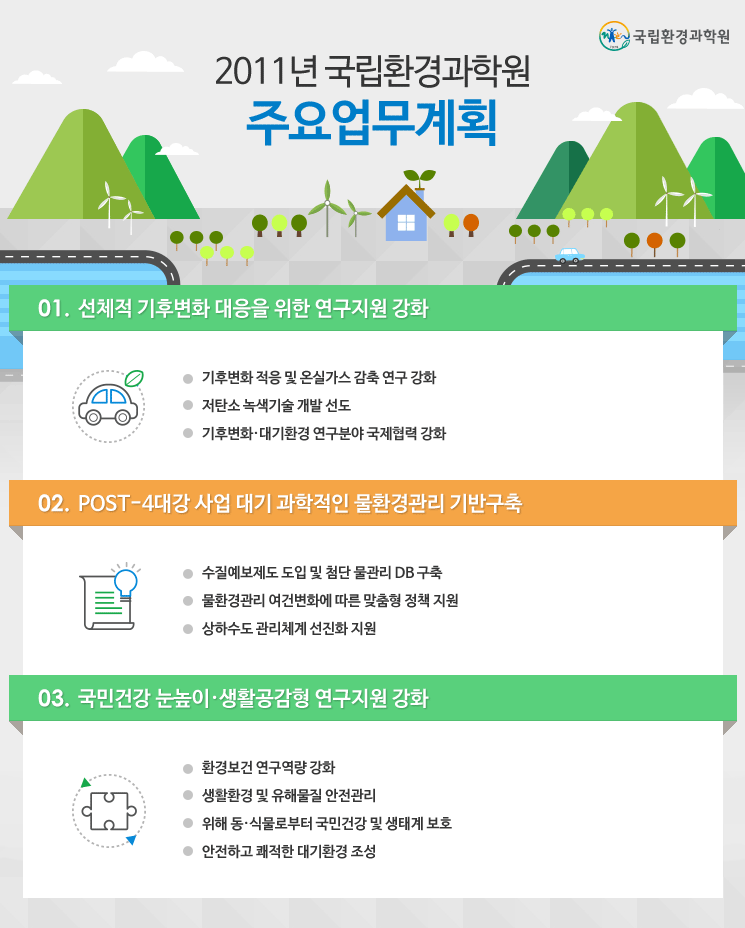 국립환경과학원
2011년 국립환경과학원
주요업무계획
01. 선체적 기후변화 대응을 위한 연구지원 강화
기후변화 적응 및 온실가스 감축 연구 강화
저탄소 녹색기술 개발 선도
기후변화·대기환경 연구분야 국제협력 강화
02. POST-4대강 사업 대기 과학적인 물환경관리 기반구축
수질예보제도 도입 및 첨단 물관리 DB 구축
물환경관리 여건변화에 따른 맞춤형 정책 지원
상하수도 관리체계 선진화 지원
03. 국민건강 눈높이·생활공감형 연구지원 강화
환경보건 연구역량 강화
생활환경 및 유해물질 안전관리
위해 동·식물로부터 국민건강 및 생태계 보호
안전하고 쾌적한 대기환경 조성